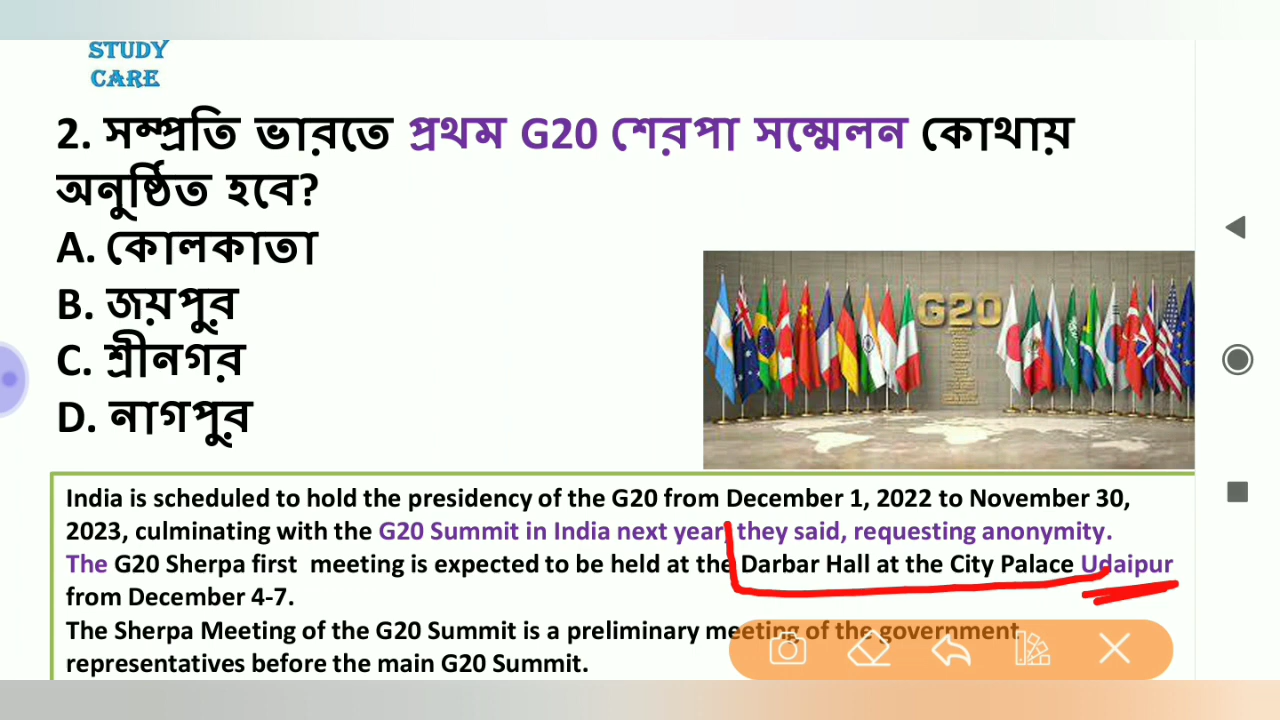 STUDY
CARE
2. সম্প্রতি ভারতে প্রথম G20 শেরপা সম্মেলন কোথায়
অনুষ্ঠিত হবে?
A. কোলকাতা
B. জয়পুর
C. শ্রীনগর
D. নাগপুর
G20
India is scheduled to hold the presidency of the G20 from December 1, 2022 to November 30,
2023, culminating with the G20 Summit in India next year, they said, requesting anonymity.
The G20 Sherpa first meeting is expected to be held at the Darbar Hall at the City Palace Udaipur
from December 4-7.
The Sherpa Meeting of the G20 Summit is a preliminary meeting of the government
representatives before the main G20 Summit.